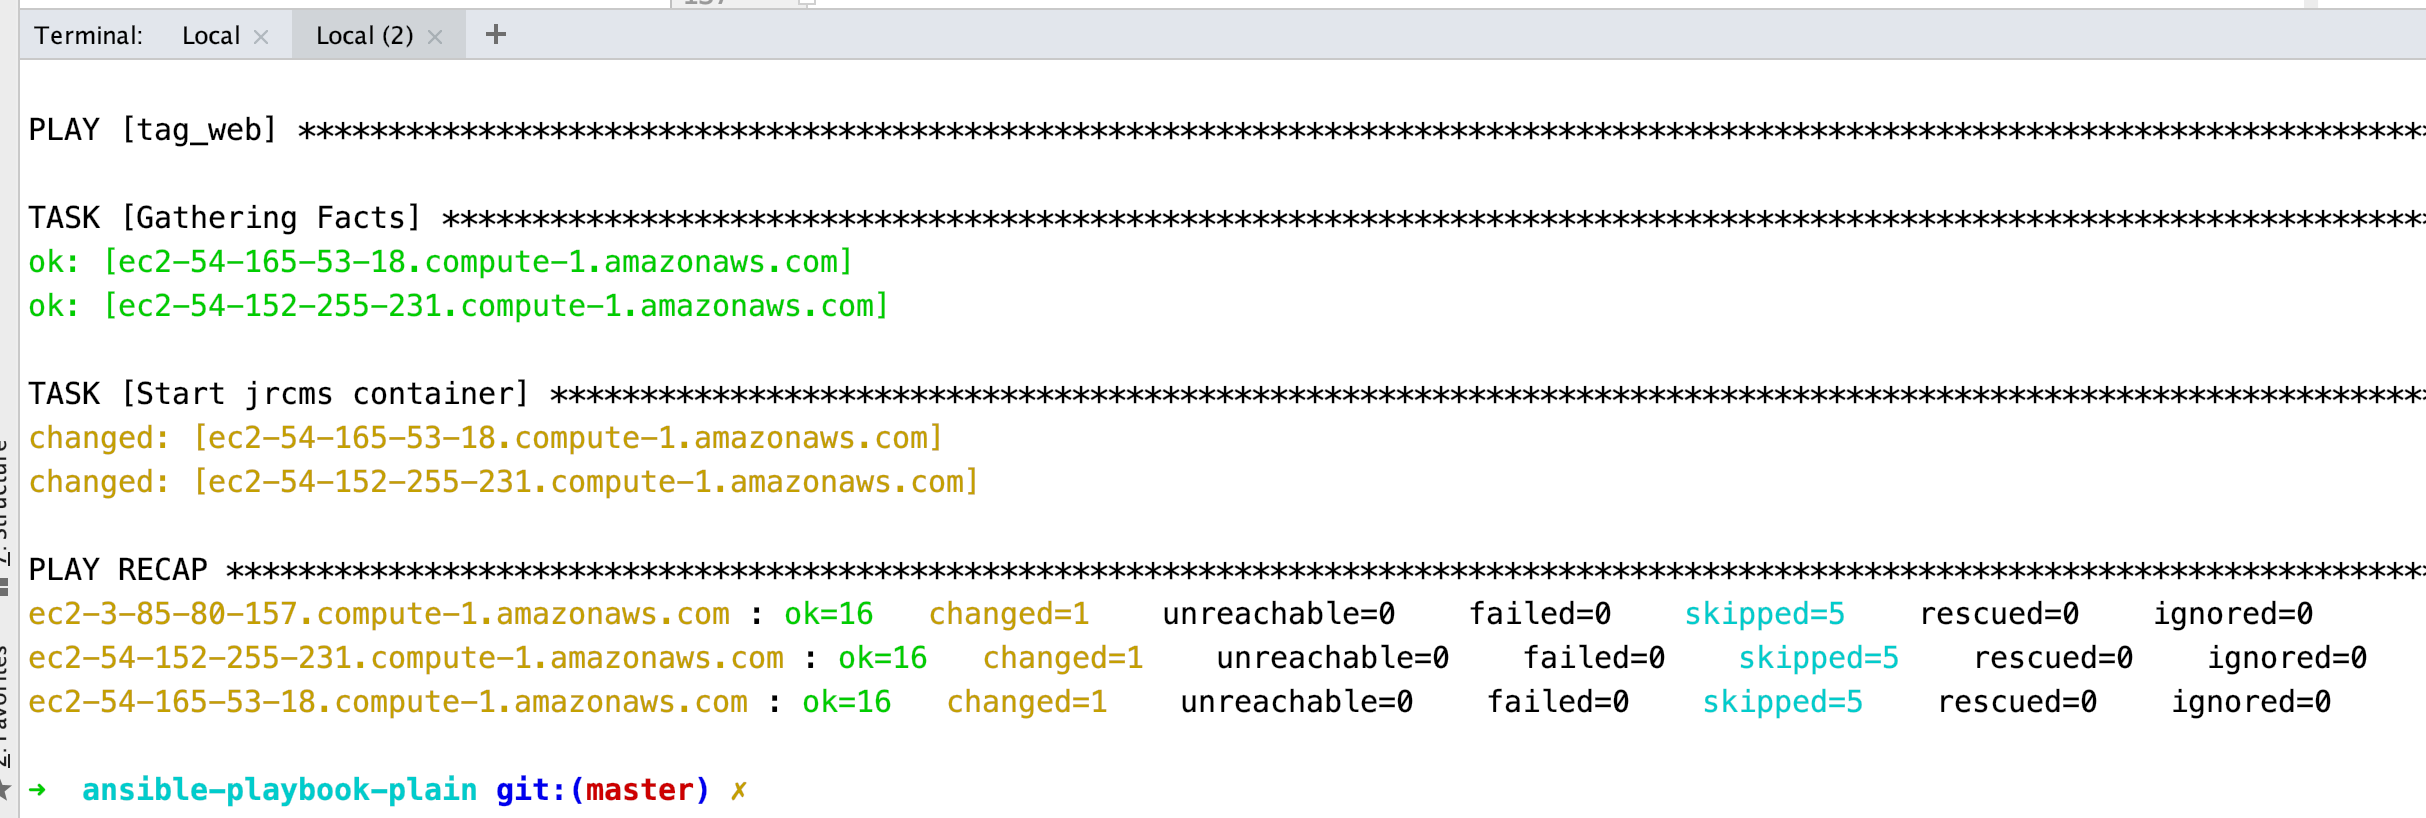 Terminal: Local × Local (2) × +
PLAY [tag_web] ****************************************************************************************************************************
TASK [Gathering Facts] ********************************************************************************************************************
ok: [ec2-54-165-53-18.compute-1.amazonaws.com]
ok: [ec2-54-152-255-231.compute-1.amazonaws.com]
TASK [Start jrcms container] **************************************************************************************************************
changed: [ec2-54-165-53-18.compute-1.amazonaws.com]
changed: [ec2-54-152-255-231.compute-1.amazonaws.com]
PLAY RECAP ********************************************************************************************************************************
ec2-3-85-80-157.compute-1.amazonaws.com : ok=16 changed=1 unreachable=0 failed=0 skipped=5 rescued=0 ignored=0
ec2-54-152-255-231.compute-1.amazonaws.com : ok=16 changed=1 unreachable=0 failed=0 skipped=5 rescued=0 ignored=0
ec2-54-165-53-18.compute-1.amazonaws.com : ok=16 changed=1 unreachable=0 failed=0 skipped=5 rescued=0 ignored=0
➜ ansible-playbook-plain git:(master) ✗